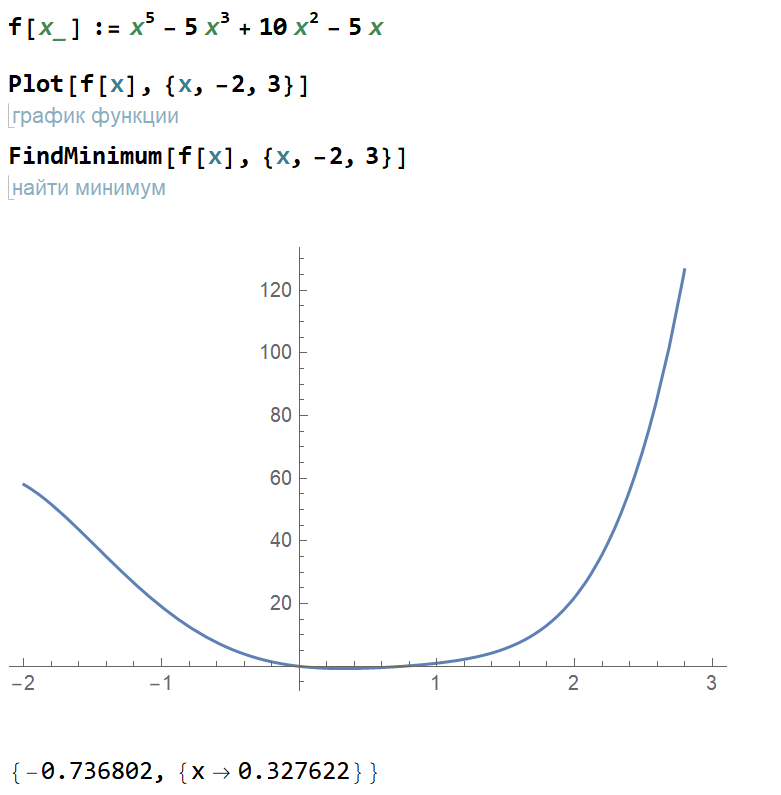 f[x_] := x⁵ - 5 x³ + 10 x² - 5 x
Plot[f[x], {x, -2, 3}]
график функции
FindMinimum[f[x], {x, -2, 3}]
найти минимум
120
100
80
60
40
20
-2 -1 1 2 3
{-0.736802, {x → 0.327622}}